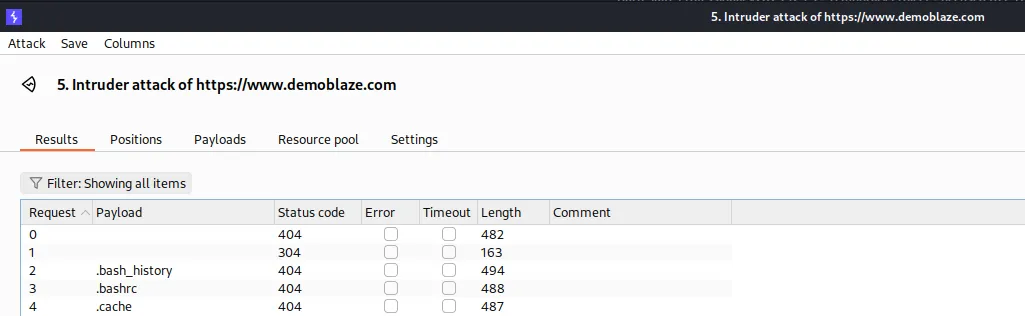 5. Intruder attack of https://www.demoblaze.com
Attack Save Columns
5. Intruder attack of https://www.demoblaze.com
Results Positions Payloads Resource pool Settings
Filter: Showing all items
Request Payload Status code Error Timeout Length Comment
0 404 482
1 304 163
2 .bash_history 404 494
3 .bashrc 404 488
4 .cache 404 487